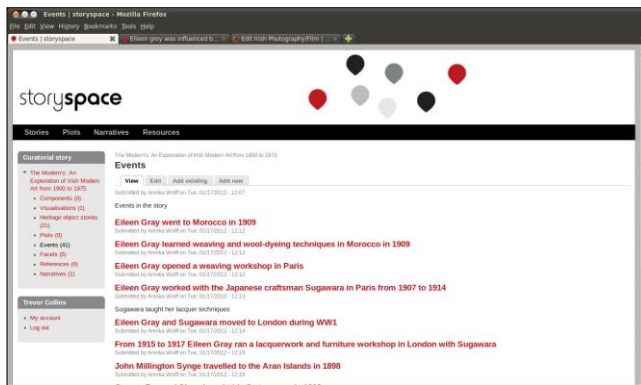 Events | storyspace - Mozilla Firefox
File Edit View History Bookmarks Tools Help
Events | storyspace
Eileen grey was influenced b...
Edit Irish Photography/Film | ...
storyspace
Stories Plots Narratives Resources
Curatorial story
The Modern's: An
Exploration of Irish Modern
Art from 1900 to 1975
Components (0)
Visualisations (1)
Heritage object stories
(21)
Plots (0)
Events (41)
Facets (5)
References (0)
Narratives (1)
Trevor Collins
My account
Log out
The Modern's: An Exploration of Irish Modern Art from 1900 to 1975
Events
View Edit Add existing Add new
Submitted by Annika Wolff on Tue, 01/17/2012 - 12:07
Events in the story
Eileen Gray went to Morocco in 1909
Submitted by Annika Wolff on Tue, 01/17/2012 - 12:12
Eileen Gray learned weaving and wool-dyeing techniques in Morocco in 1909
Submitted by Annika Wolff on Tue, 01/17/2012 - 12:12
Eileen Gray opened a weaving workshop in Paris
Submitted by Annika Wolff on Tue, 01/17/2012 - 12:12
Eileen Gray worked with the Japanese craftsman Sugawara in Paris from 1907 to 1914
Submitted by Annika Wolff on Tue, 01/17/2012 - 12:13
Sugawara taught her lacquer techniques
Eileen Gray and Sugawara moved to London during WW1
Submitted by Annika Wolff on Tue, 01/17/2012 - 12:14
From 1915 to 1917 Eileen Gray ran a lacquerwork and furniture workshop in London with Sugawara
Submitted by Annika Wolff on Tue, 01/17/2012 -
John Millington Synge travelled to the Aran Islands in 1898
Submitted by Annika Wolff on Tue, 01/17/2012 -